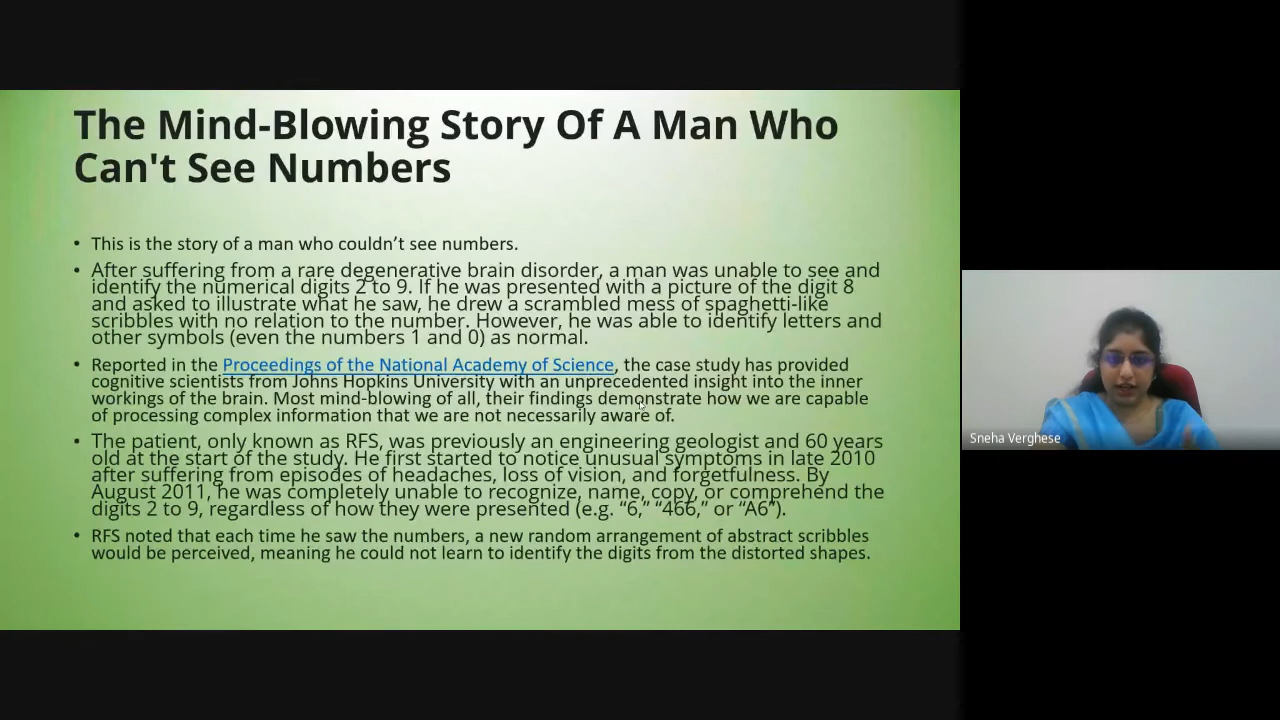 The Mind-Blowing Story Of A Man Who
Can't See Numbers
• This is the story of a man who couldn’t see numbers.
• After suffering from a rare degenerative brain disorder, a man was unable to see and
identify the numerical digits 2 to 9. If he was presented with a picture of the digit 8
and asked to illustrate what he saw, he drew a scrambled mess of spaghetti-like
scribbles with no relation to the number. However, he was able to identify letters and
other symbols (even the numbers 1 and 0) as normal.
• Reported in the Proceedings of the National Academy of Science, the case study has provided
cognitive scientists from Johns Hopkins University with an unprecedented insight into the inner
workings of the brain. Most mind-blowing of all, their findings demonstrate how we are capable
of processing complex information that we are not necessarily aware of.
• The patient, only known as RFS, was previously an engineering geologist and 60 years
old at the start of the study. He first started to notice unusual symptoms in late 2010
after suffering from episodes of headaches, loss of vision, and forgetfulness. By
August 2011, he was completely unable to recognize, name, copy, or comprehend the
digits 2 to 9, regardless of how they were presented (e.g. “6,” “466,” or “A6”).
• RFS noted that each time he saw the numbers, a new random arrangement of abstract scribbles
would be perceived, meaning he could not learn to identify the digits from the distorted shapes.
Sneha Verghese